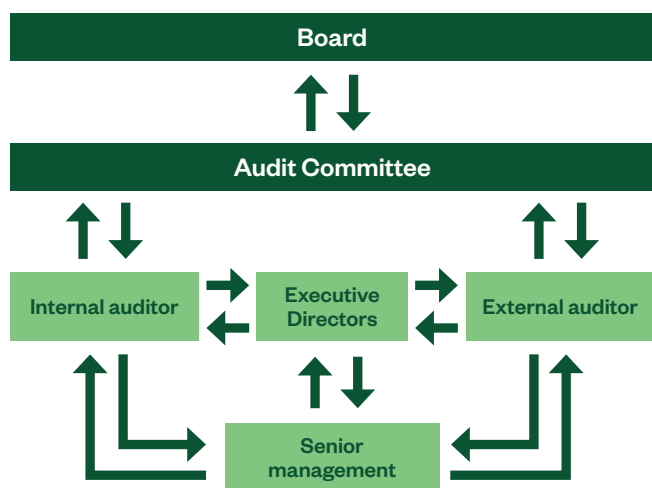 Board
Audit Committee
Internal auditor
Executive
Directors
External auditor
Senior
management